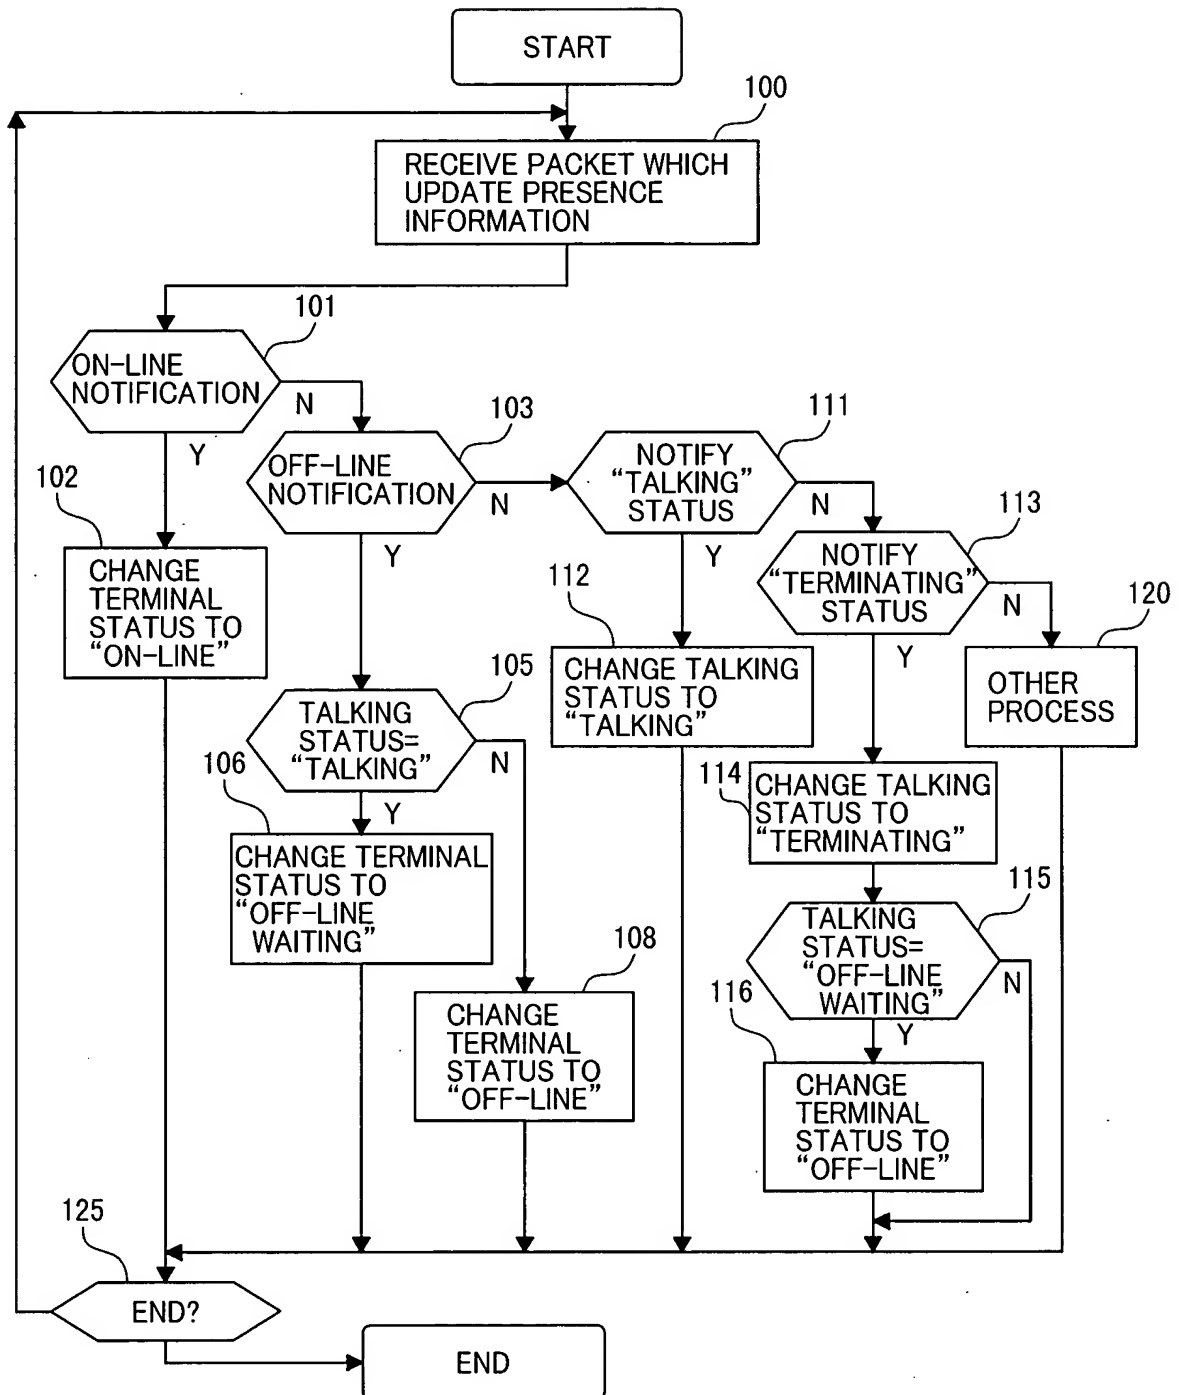 START
100
RECEIVE PACKET WHICH
UPDATE PRESENCE
INFORMATION
101
ON-LINE
NOTIFICATION
N
Y
103
OFF-LINE
NOTIFICATION
N
Y
111
NOTIFY
“TALKING”
STATUS
N
Y
113
NOTIFY
“TERMINATING”
STATUS
N
Y
102
CHANGE
TERMINAL
STATUS TO
“ON-LINE”
112
CHANGE TALKING
STATUS TO
“TALKING”
120
OTHER
PROCESS
105
TALKING
STATUS=
“TALKING”
N
Y
106
CHANGE TERMINAL
STATUS TO
“OFF-LINE
WAITING”
114
CHANGE TALKING
STATUS TO
“TERMINATING”
115
TALKING
STATUS=
“OFF-LINE
WAITING”
N
Y
108
CHANGE
TERMINAL
STATUS TO
“OFF-LINE”
116
CHANGE
TERMINAL
STATUS TO
“OFF-LINE”
125
END?
END